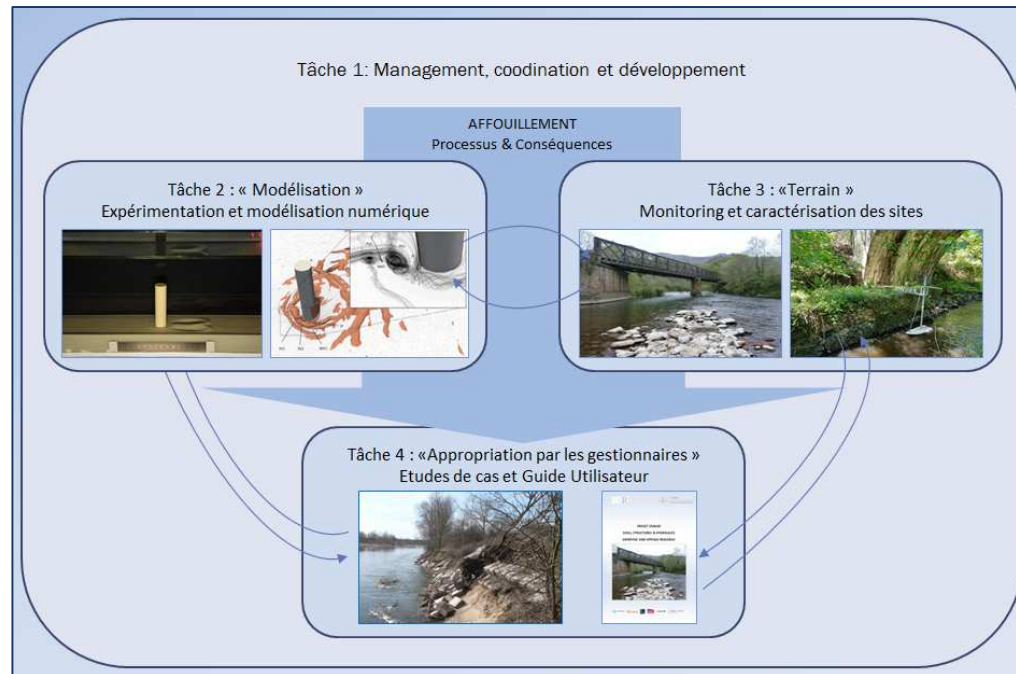 Tâche 1: Management, coodination et développement
AFFOUILLEMENT
Processus & Conséquences
Tâche 2 : « Modélisation »
Expérimentation et modélisation numérique
Tâche 3 : «Terrain »
Monitoring et caractérisation des sites
Tâche 4 : «Appropriation par les gestionnaires »
Etudes de cas et Guide Utilisateur